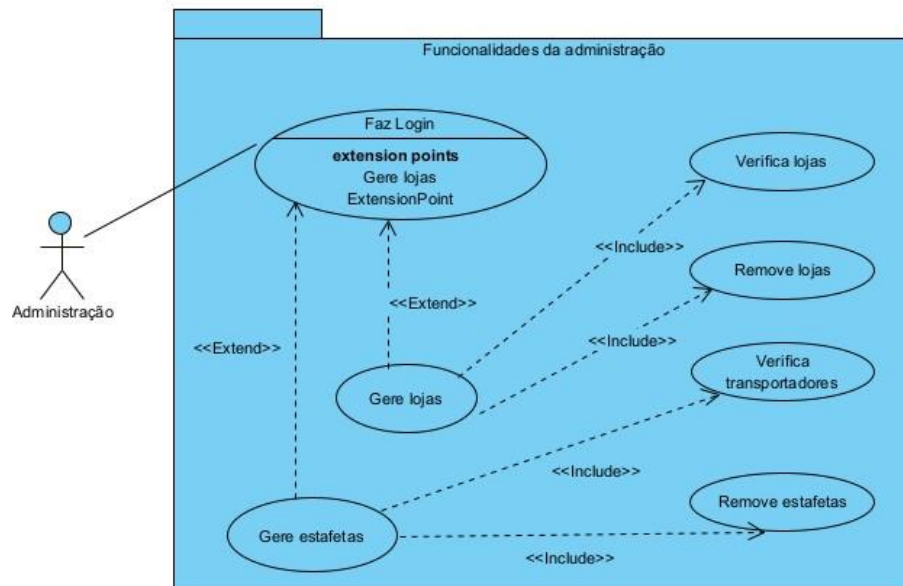 Funcionalidades da administração
Faz Login
extension points
Gere lojas
ExtensionPoint
Verifica lojas
<<Include>>
Remove lojas
Administração
<<Extend>>
<<Include>>
<<Extend>>
Verifica
transportadores
Gere lojas
<<Include>>
Remove estafetas
Gere estafetas
<<Include>>